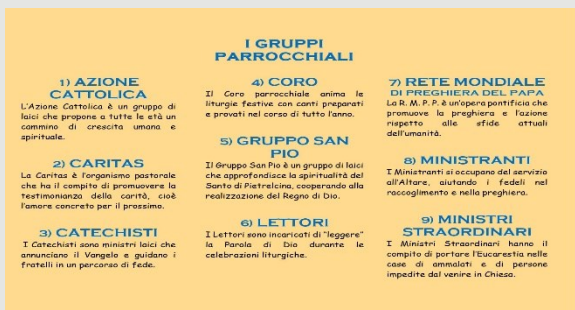 I GRUPPI
PARROCCHIALI
1) AZIONE
CATTOLICA
L'Azione Cattolica è un gruppo di
laici che propone a tutte le età un
cammino di crescita umana e
spirituale.
2) CARITAS
La Caritas è l'organismo pastorale
che ha il compito di promuovere la
testimonianza della carità, cioè
l'amore concreto per il prossimo.
3) CATECHISTI
I Catechisti sono ministri laici che
annunciano il Vangelo e guidano i
fratelli in un percorso di fede.
4) CORO
Il Coro parrocchiale anima le
liturgie festive con canti preparati
e provati nel corso di tutto l'anno.
5) GRUPPO SAN
PIO
Il Gruppo San Pio è un gruppo di laici
che approfondisce la spiritualità del
Santo di Pietrelcina, cooperando alla
realizzazione del Regno di Dio.
6) LETTORI
I Lettori sono incaricati di "leggere"
la Parola di Dio durante le
celebrazioni liturgiche.
7) RETE MONDIALE
DI PREGHIERA DEL PAPA
La R. M. P. P. è un'opera pontificia che
promuove la preghiera e l'azione
rispetto alle sfide attuali
dell'umanità.
8) MINISTRANTI
I Ministranti si occupano del servizio
all'Altare, aiutando i fedeli nel
raccoglimento e nella preghiera.
9) MINISTRI
STRAORDINARI
I Ministri Straordinari hanno il
compito di portare l'Eucarestia nelle
case di ammalati e di persone
impedite dal venire in Chiesa.